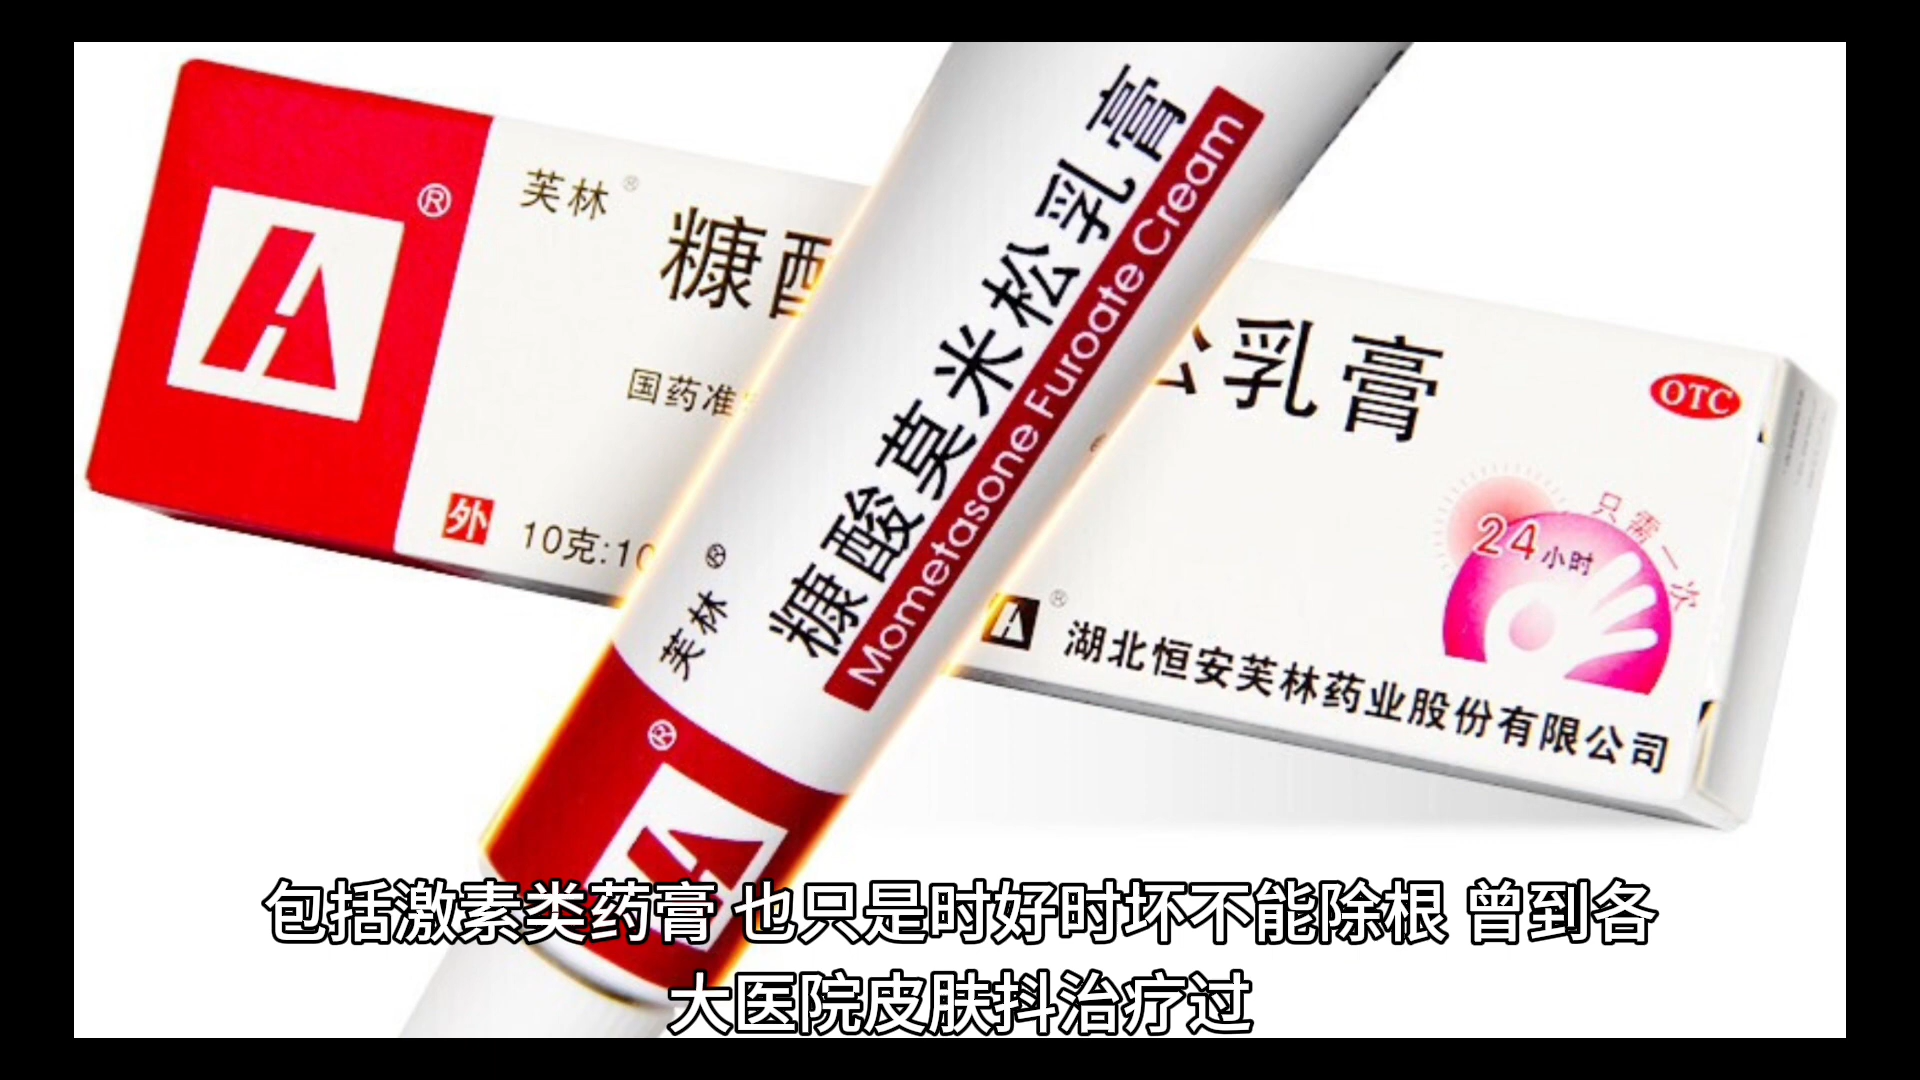 芙林®
糠酸
国药准
外
10克:10
糠酸莫米松乳膏
Mometasone Furoate Cream
芙林®
®
A
松乳膏
OTC
只需一次
24小时
湖北恒安芙林药业股份有限公司
包括激素类药膏 也只是时好时坏不能除根 曾到各
大医院皮肤抖治疗过